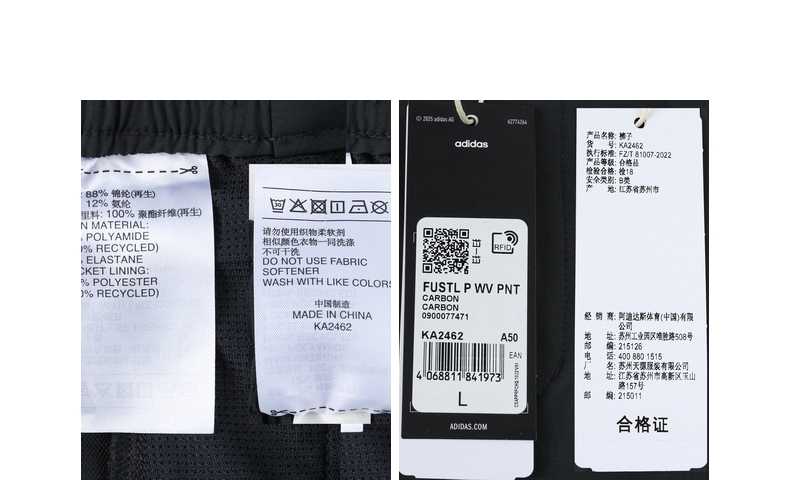 : 88% 锦纶(再生)
12% 氨纶
里料: 100% 聚酯纤维(再生)
N MATERIAL:
% POLYAMIDE
0% RECYCLED)
% ELASTANE
CKET LINING:
% POLYESTER
0% RECYCLED)
30
请勿使用织物柔软剂
相似颜色衣物一同洗涤
不可干洗
DO NOT USE FABRIC
SOFTENER
WASH WITH LIKE COLORS
中国制造
MADE IN CHINA
KA2462
© 2025 adidas AG
62774264
adidas
RFID
FUSTL P WV PNT
CARBON
CARBON
0900077471
KA2462 A50
EAN
4 068811 841973
L
ADIDAS.COM
产品名称: 裤子
货 号: KA2462
执行标准: FZ/T 81007-2022
产品等级: 合格品
检验合格: 检18
安全类别: B类
产 地: 江苏省苏州市
经 销 商: 阿迪达斯体育(中国)有限
公司
地 址: 苏州工业园区唯胜路508号
邮 编: 215126
电 话: 400 880 1515
厂 名: 苏州天源服装有限公司
地 址: 江苏省苏州市高新区玉山
路157号
邮 编: 215011
合格证